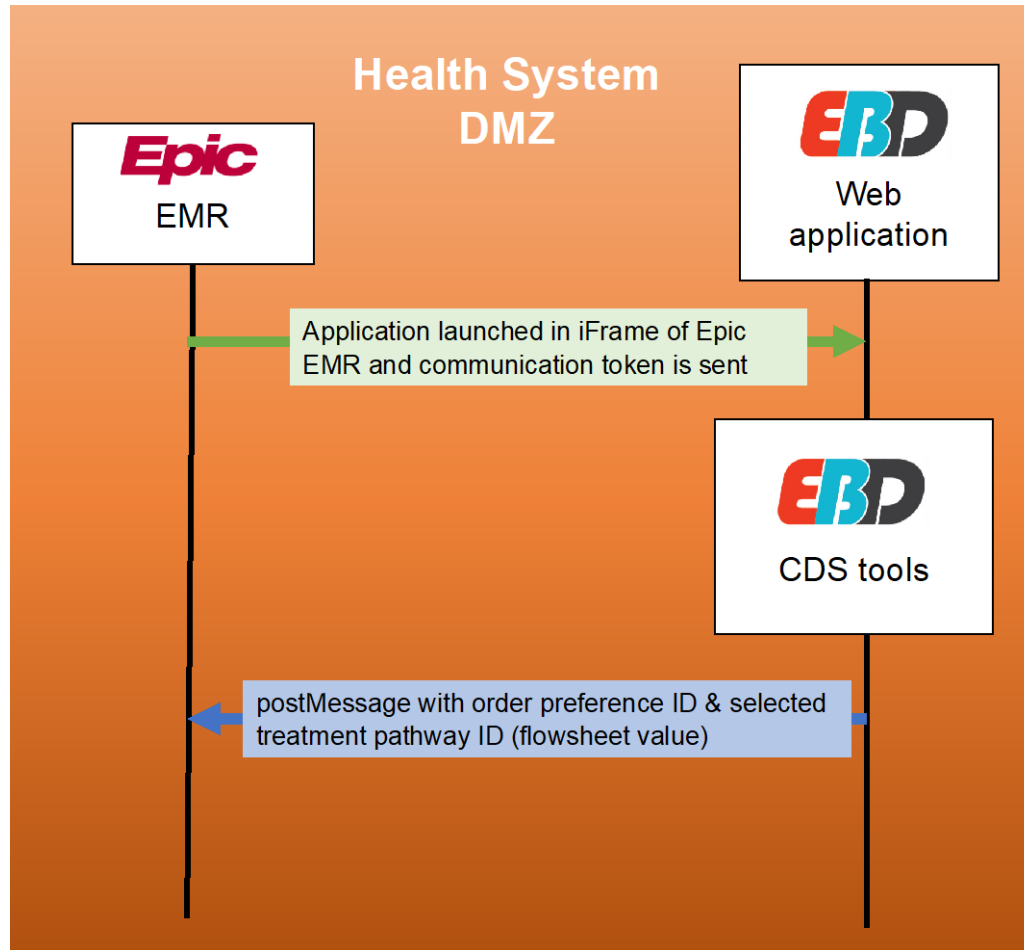 Health System
DMZ
Epic
EMR
EBD
Web
application
Application launched in iFrame of Epic
EMR and communication token is sent
EBD
CDS tools
postMessage with order preference ID & selected
treatment pathway ID (flowsheet value)